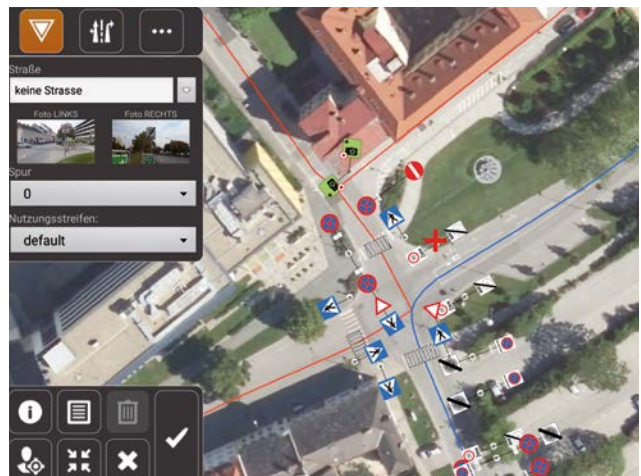 Straße
keine Strasse
Foto LINKS Foto RECHTS
Spur
0
Nutzungsstreifen:
default